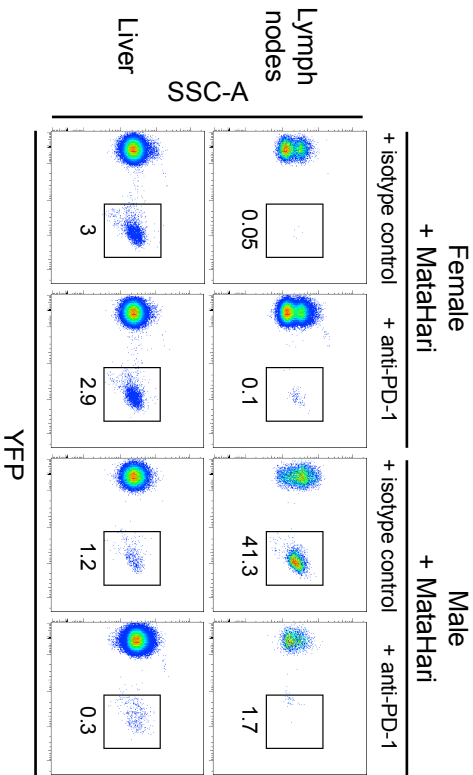 Female
+ MataHari
Male
+ MataHari
+ isotype control
+ anti-PD-1
+ isotype control
+ anti-PD-1
Lymph
nodes
0.05
0.1
41.3
1.7
SSC-A
Liver
3
2.9
1.2
0.3
YFP